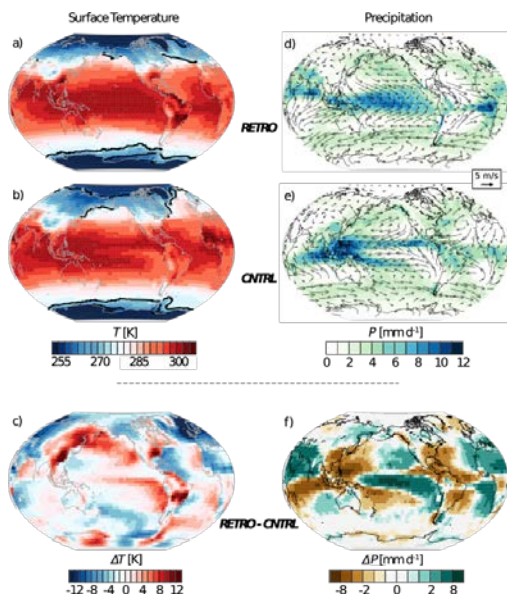 Surface Temperature Precipitation
a) d)
RETRO
5 m/s
b) e)
CNTRL
T [K] P [mm d⁻¹]
255 270 285 300 0 2 4 6 8 10 12
c) f)
RETRO - CNTRL
ΔT [K] ΔP [mm d⁻¹]
-12 -8 -4 0 4 8 12 -8 -2 0 2 8